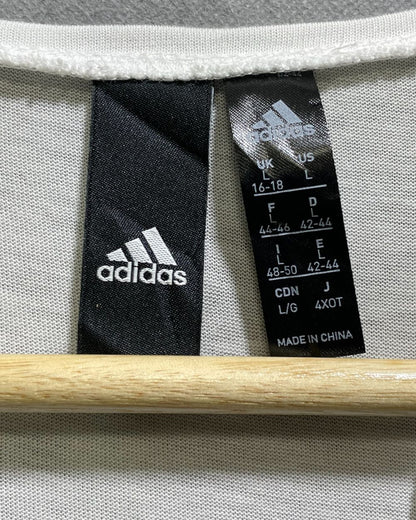 adidas
adidas
UK US
L L
16-18
F D
L L
44-46 42-44
I E
L L
48-50 42-44
CDN J
L/G 4XOT
MADE IN CHINA